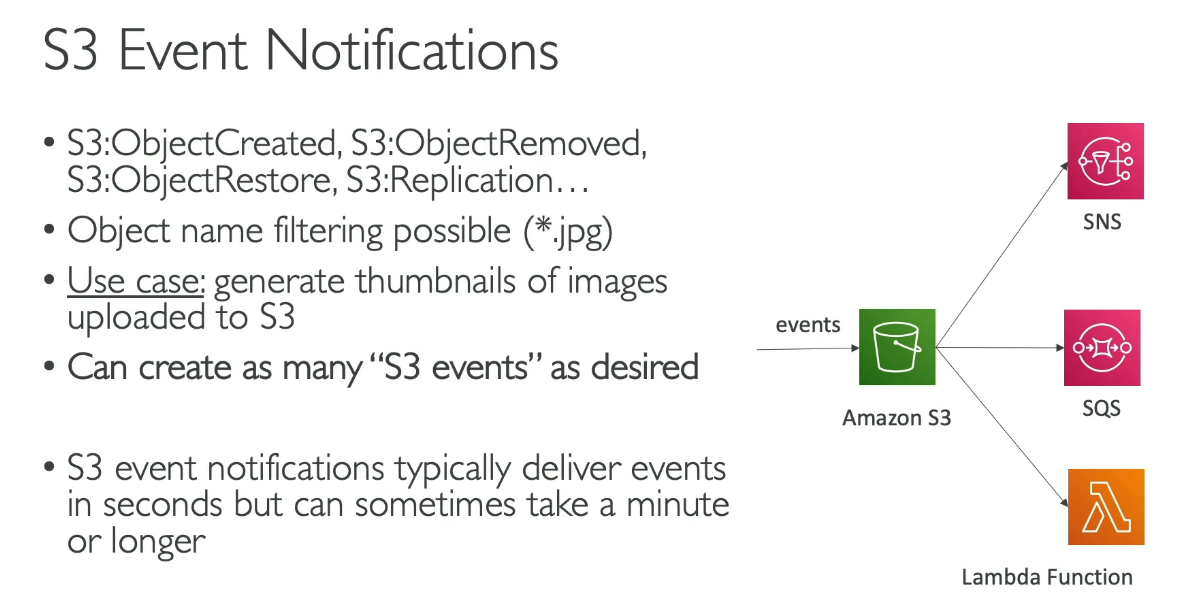 S3 Event Notifications
• S3:ObjectCreated, S3:ObjectRemoved,
S3:ObjectRestore, S3:Replication…
• Object name filtering possible (*.jpg)
• Use case: generate thumbnails of images
uploaded to S3
• Can create as many “S3 events” as desired
• S3 event notifications typically deliver events
in seconds but can sometimes take a minute
or longer
events
Amazon S3
SNS
SQS
Lambda Function